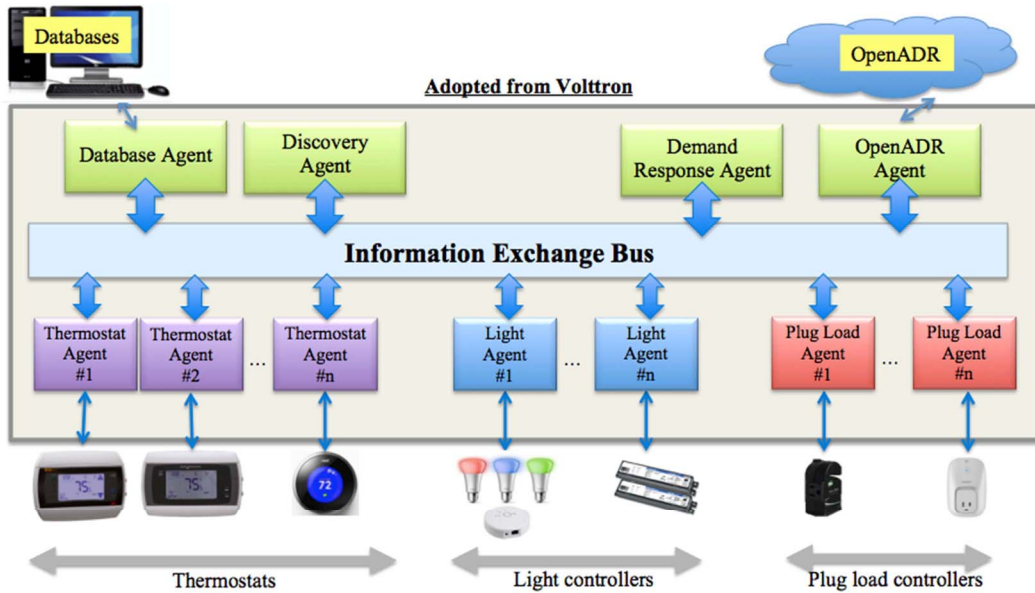 Databases
OpenADR
Adopted from Volttron
Database Agent
Discovery
Agent
Demand
Response Agent
OpenADR
Agent
Information Exchange Bus
Thermostat
Agent
#1
Thermostat
Agent
#2
...
Thermostat
Agent
#n
Light
Agent
#1
...
Light
Agent
#n
Plug Load
Agent
#1
...
Plug Load
Agent
#n
75
75
72
Thermostats
Light controllers
Plug load controllers